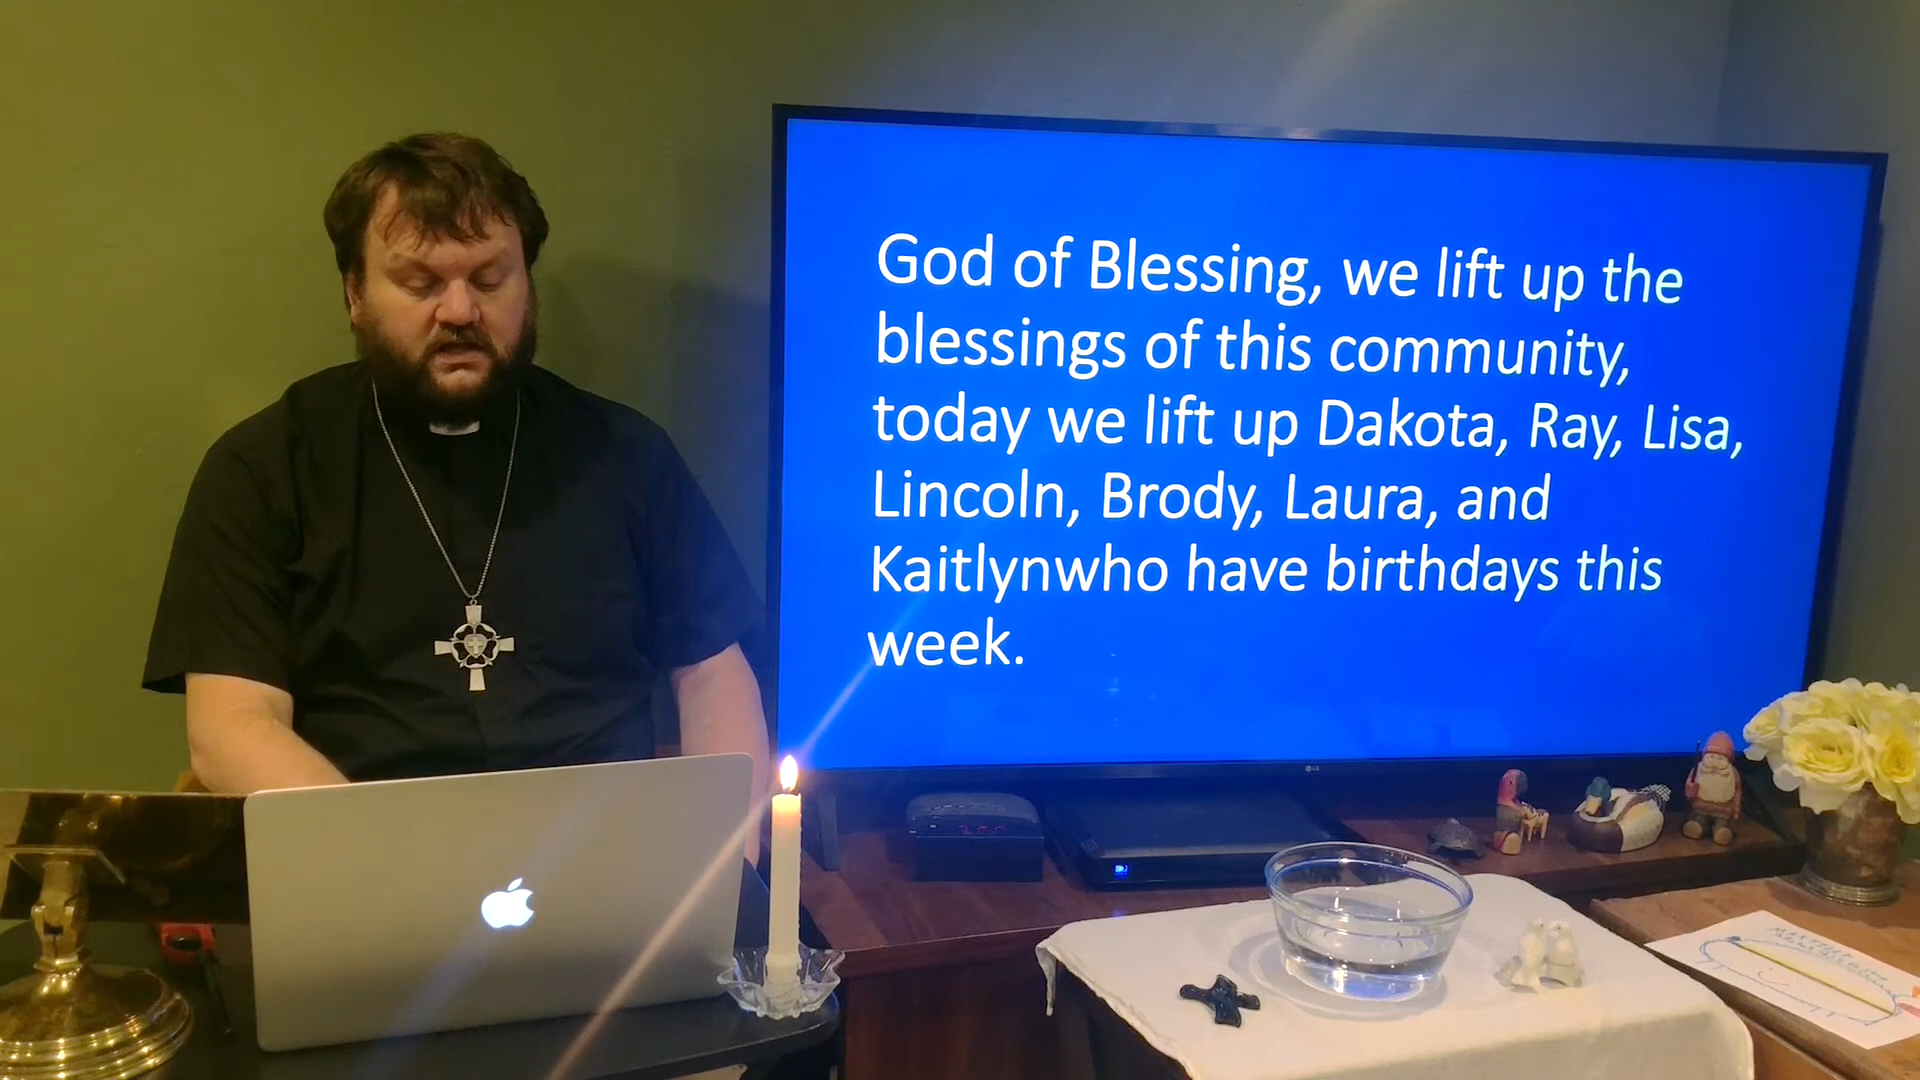 God of Blessing, we lift up the
blessings of this community,
today we lift up Dakota, Ray, Lisa,
Lincoln, Brody, Laura, and
Kaitlynwho have birthdays this
week.
LG